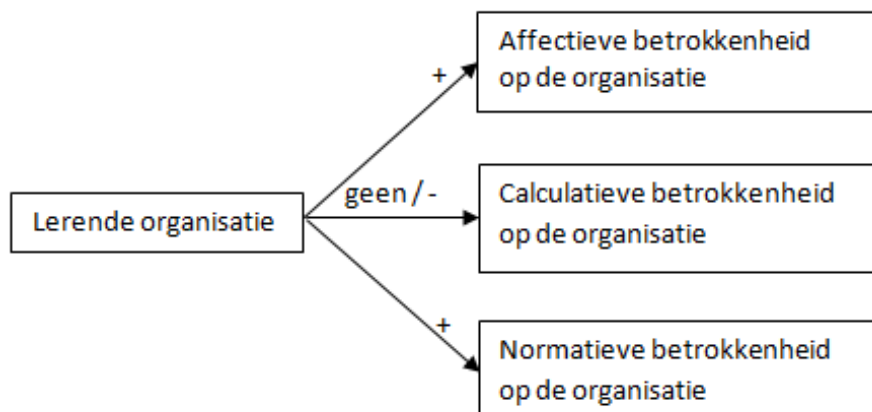 Affectieve betrokkenheid
op de organisatie
+
geen / -
Lerende organisatie
Calculatieve betrokkenheid
op de organisatie
+
Normatieve betrokkenheid
op de organisatie